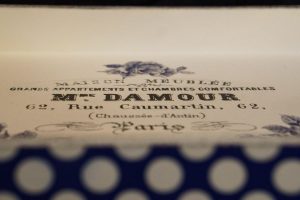 MAISON MEUBLÉE
GRANDS APPARTEMENTS ET CHAMBRES CONFORTABLES
Mme DAMOUR
62, Rue Caumartin, 62,
(Chaussée-d'Antin)
Paris